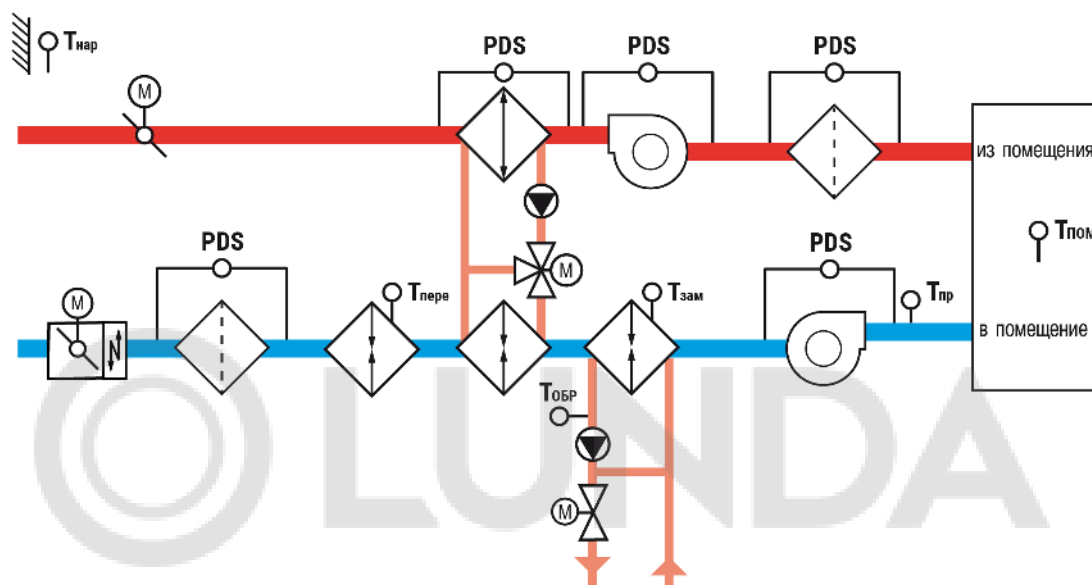 Tнар
PDS
PDS
PDS
M
из помещения
Tпом
M
PDS
M
Tпере
Tзам
PDS
Tпр
в помещение
TОБР
M
LUNDA